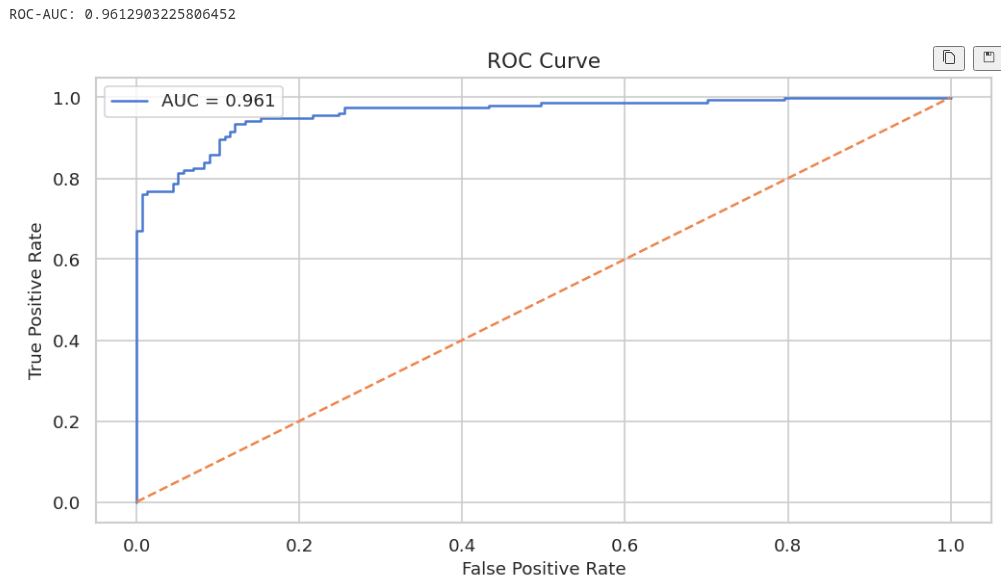 ROC-AUC: 0.9612903225806452
ROC Curve
AUC = 0.961
1.0
0.8
0.6
0.4
0.2
0.0
True Positive Rate
0.0 0.2 0.4 0.6 0.8 1.0
False Positive Rate